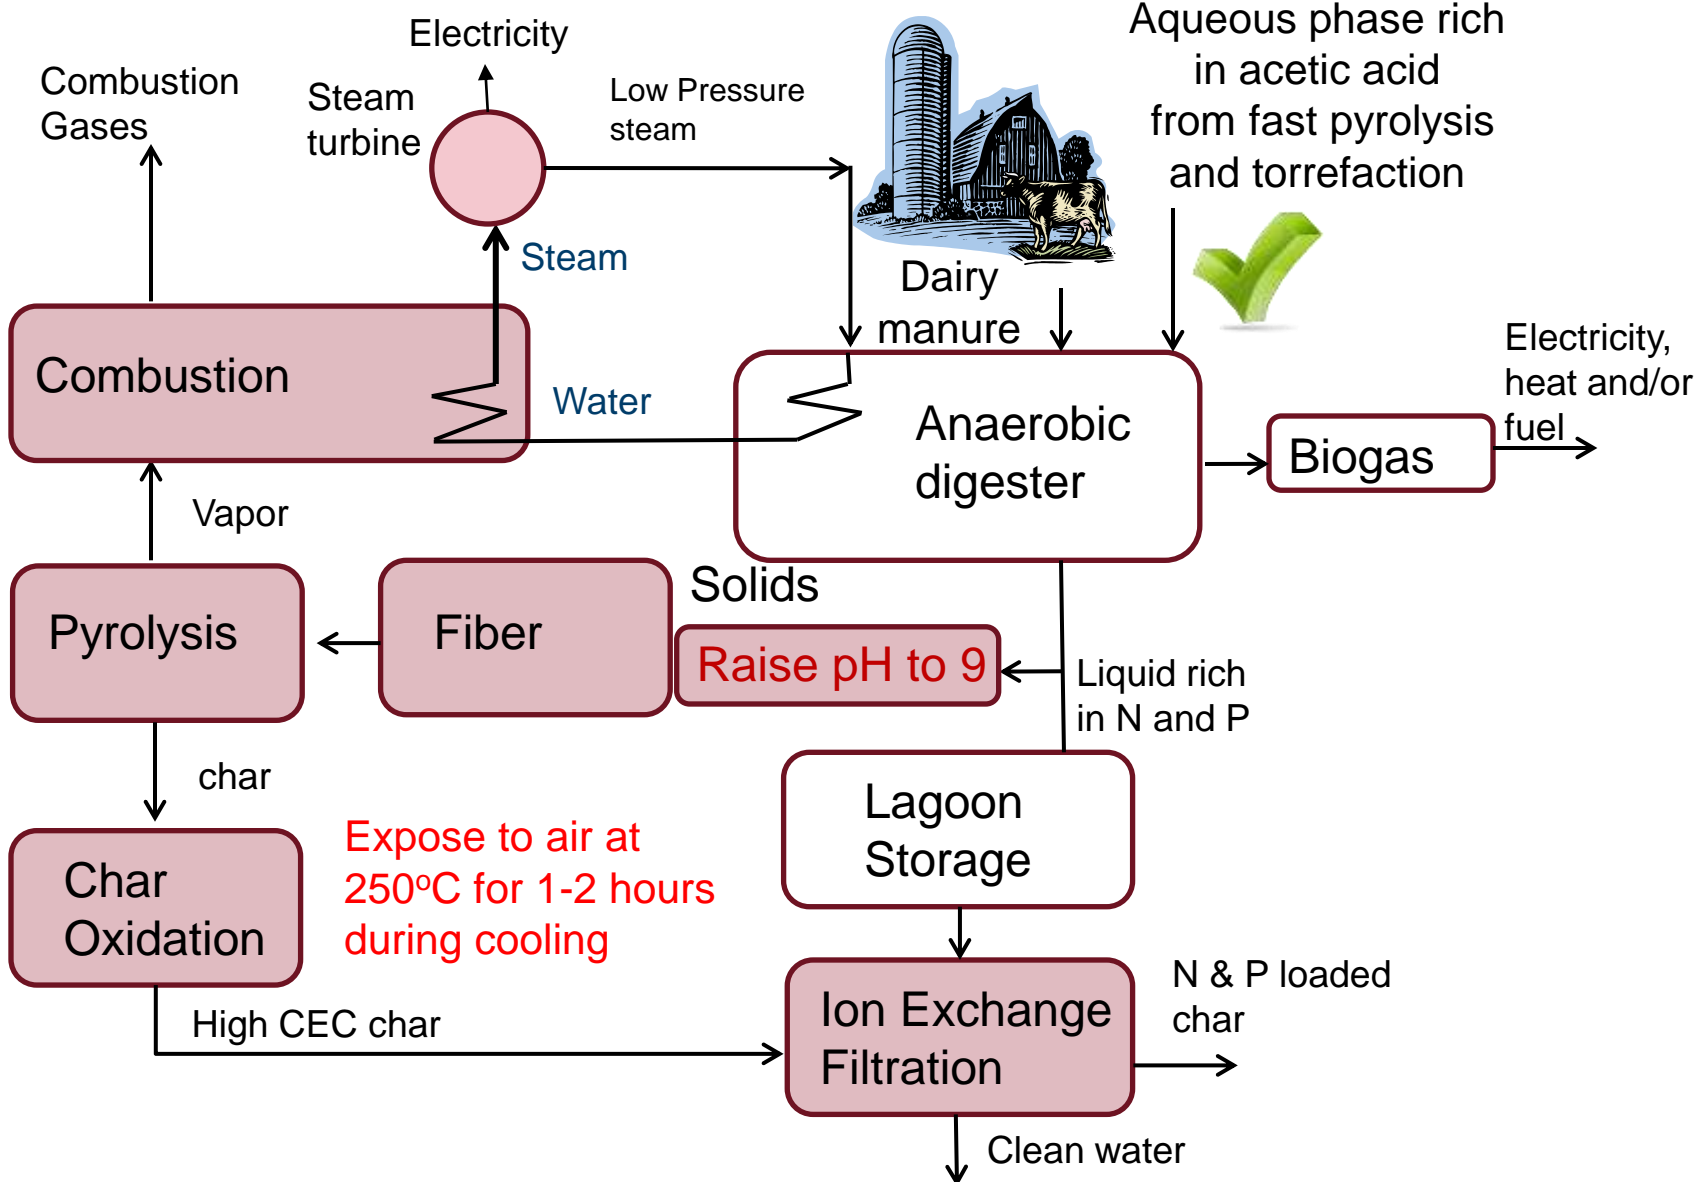 Electricity
Aqueous phase rich
in acetic acid
from fast pyrolysis
and torrefaction
Combustion
Gases
Steam
turbine
Low Pressure
steam
Steam
Dairy
manure
Combustion
Water
Anaerobic
digester
Electricity,
heat and/or
fuel
Biogas
Vapor
Pyrolysis
Fiber
Solids
Raise pH to 9
Liquid rich
in N and P
char
Lagoon
Storage
Expose to air at
250°C for 1-2 hours
during cooling
Char
Oxidation
High CEC char
Ion Exchange
Filtration
N & P loaded
char
Clean water